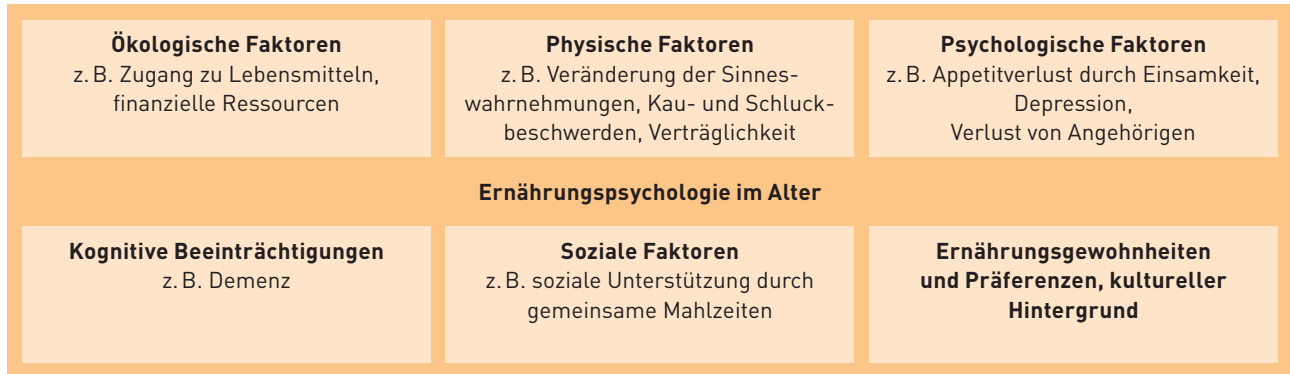 Ökologische Faktoren
z. B. Zugang zu Lebensmitteln,
finanzielle Ressourcen
Physische Faktoren
z. B. Veränderung der Sinnes-
wahrnehmungen, Kau- und Schluck-
beschwerden, Verträglichkeit
Psychologische Faktoren
z. B. Appetitverlust durch Einsamkeit,
Depression,
Verlust von Angehörigen
Ernährungspsychologie im Alter
Kognitive Beeinträchtigungen
z. B. Demenz
Soziale Faktoren
z. B. soziale Unterstützung durch
gemeinsame Mahlzeiten
Ernährungsgewohnheiten
und Präferenzen, kultureller
Hintergrund